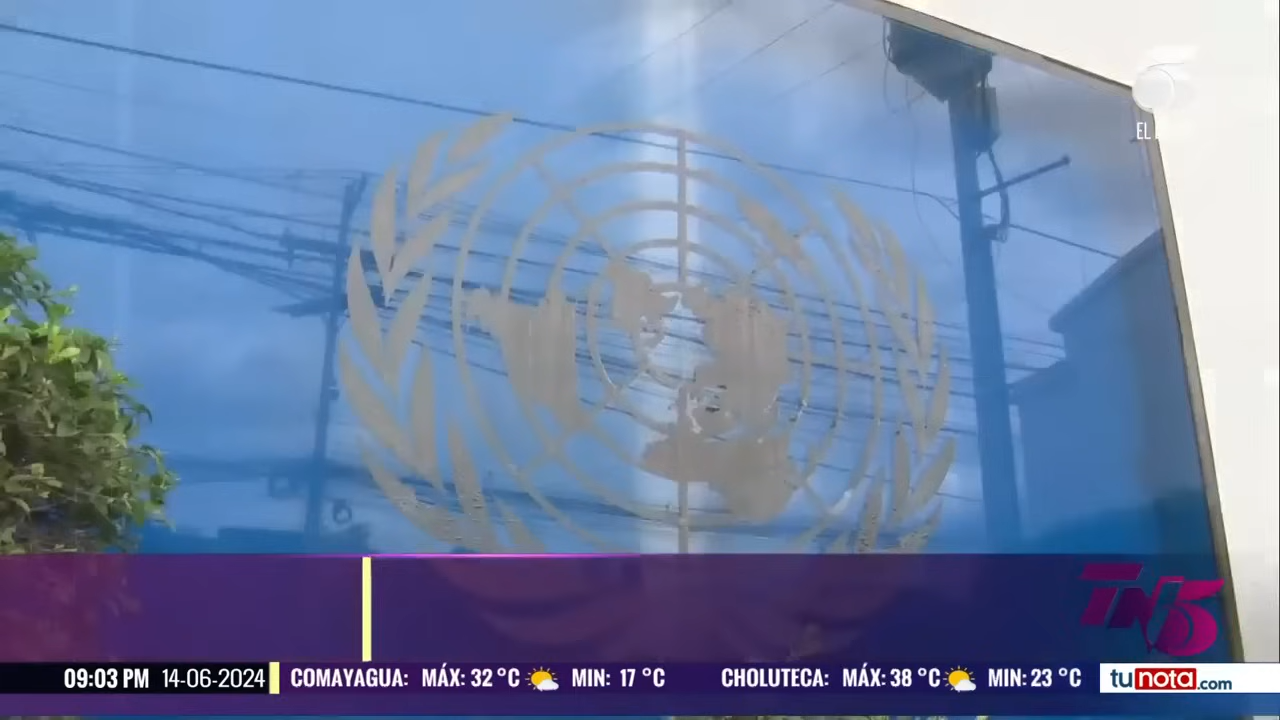 EL
TN5
09:03 PM 14-06-2024 COMAYAGUA: MÁX: 32 °C MIN: 17 °C CHOLUTECA: MÁX: 38 °C MIN: 23 °C tunota.com